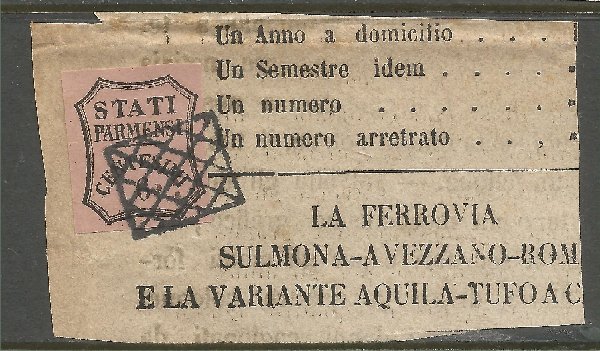 Un Anno a domicilio . . . .
Un Semestre idem . . . .
Un numero . . . . . .
Un numero arretrato . . . .
STATI
PARMENSI
LA FERROVIA
SULMONA-AVEZZANO-ROM
E LA VARIANTE AQUILA-TUFO A C